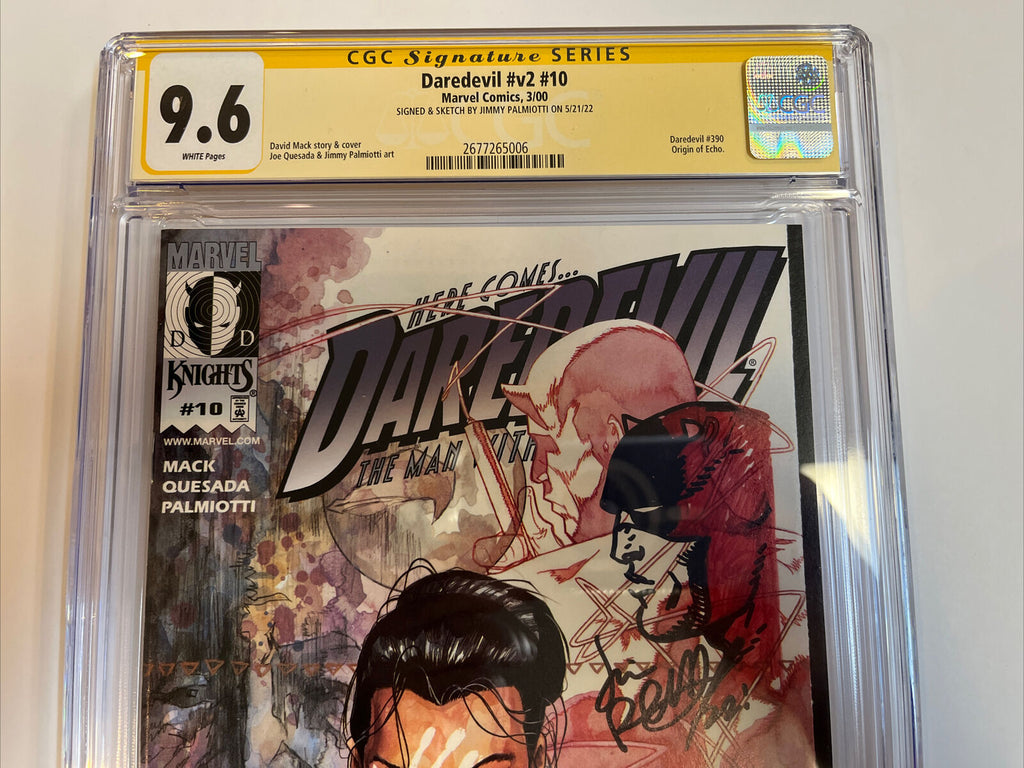 CGC Signature SERIES
Daredevil #v2 #10
Marvel Comics, 3/00
SIGNED & SKETCH BY JIMMY PALMIOTTI ON 5/21/22
9.6
WHITE Pages
David Mack story & cover
Joe Quesada & Jimmy Palmiotti art
2677265006
Daredevil #390
Origin of Echo.
CGC
MARVEL
D D
KNIGHTS
#10
WWW.MARVEL.COM
MACK
QUESADA
PALMIOTTI
HERE COMES...
DAREDEVIL
THE MAN WITH